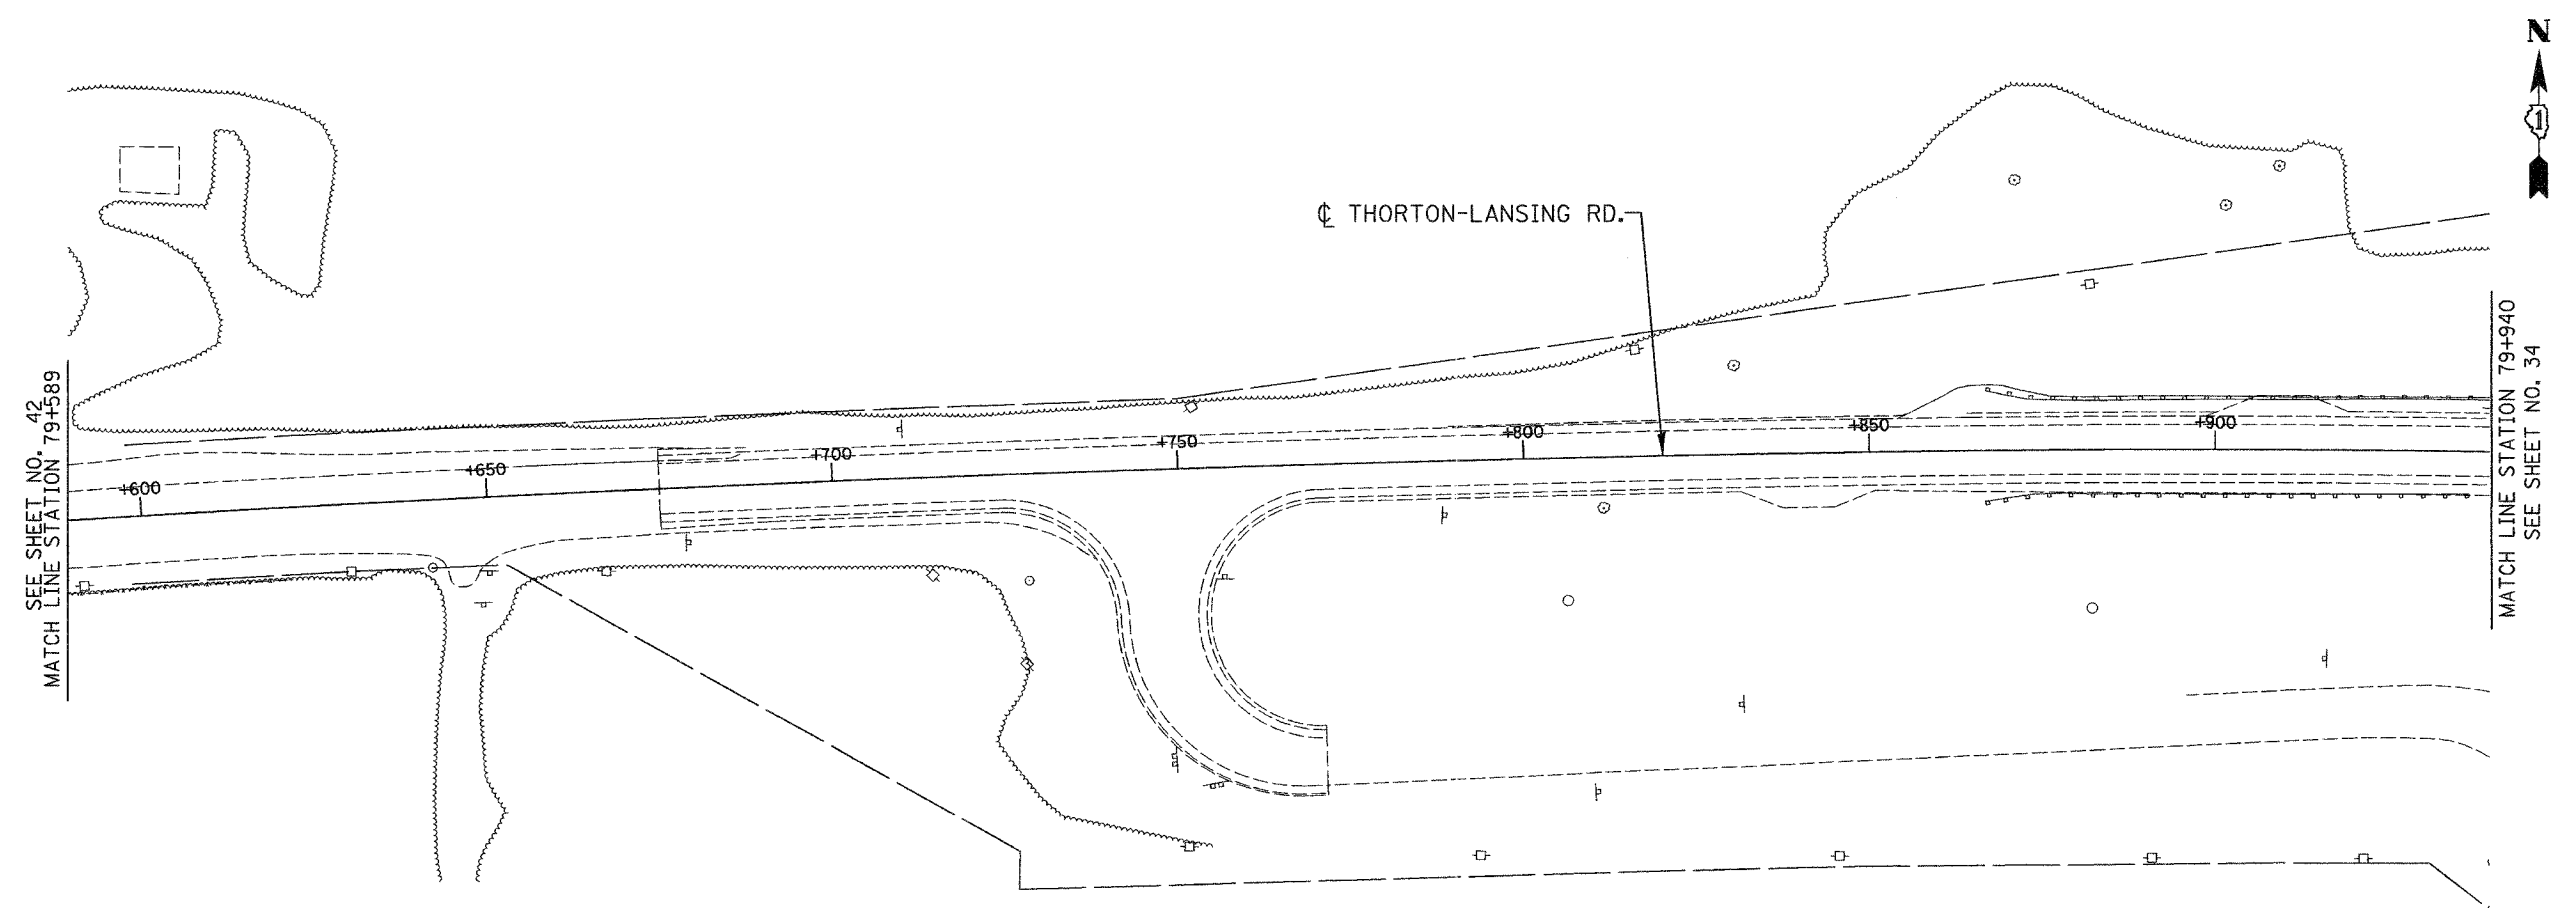 N
1
℄ THORTON-LANSING RD.
SEE SHEET NO. 42
MATCH LINE STATION 79+589
+600
+650
+700
+750
+800
+850
+900
MATCH LINE STATION 79+940
SEE SHEET NO. 34